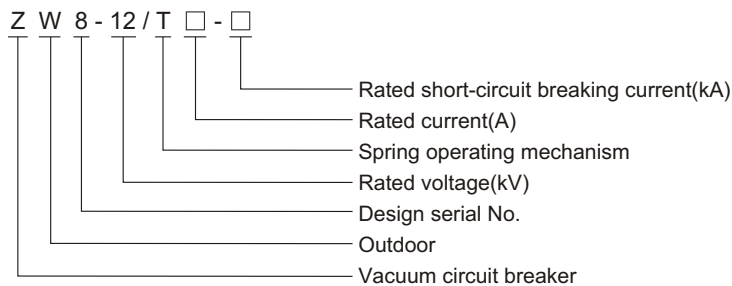 Z W 8 - 12 / T □ - □
Rated short-circuit breaking current(kA)
Rated current(A)
Spring operating mechanism
Rated voltage(kV)
Design serial No.
Outdoor
Vacuum circuit breaker